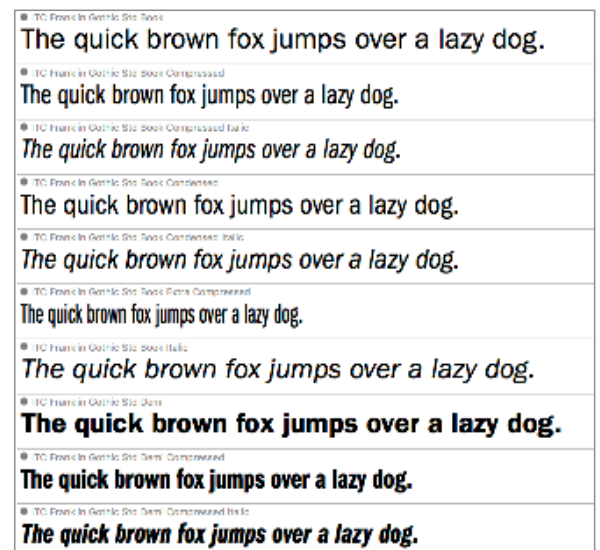 ITC Franklin Gothic Std Book
The quick brown fox jumps over a lazy dog.
ITC Franklin Gothic Std Book Compressed
The quick brown fox jumps over a lazy dog.
ITC Franklin Gothic Std Book Compressed Italic
The quick brown fox jumps over a lazy dog.
ITC Franklin Gothic Std Book Condensed
The quick brown fox jumps over a lazy dog.
ITC Franklin Gothic Std Book Condensed Italic
The quick brown fox jumps over a lazy dog.
ITC Franklin Gothic Std Book Extra Compressed
The quick brown fox jumps over a lazy dog.
ITC Franklin Gothic Std Book Italic
The quick brown fox jumps over a lazy dog.
ITC Franklin Gothic Std Demi
The quick brown fox jumps over a lazy dog.
ITC Franklin Gothic Std Demi Compressed
The quick brown fox jumps over a lazy dog.
ITC Franklin Gothic Std Demi Compressed Italic
The quick brown fox jumps over a lazy dog.